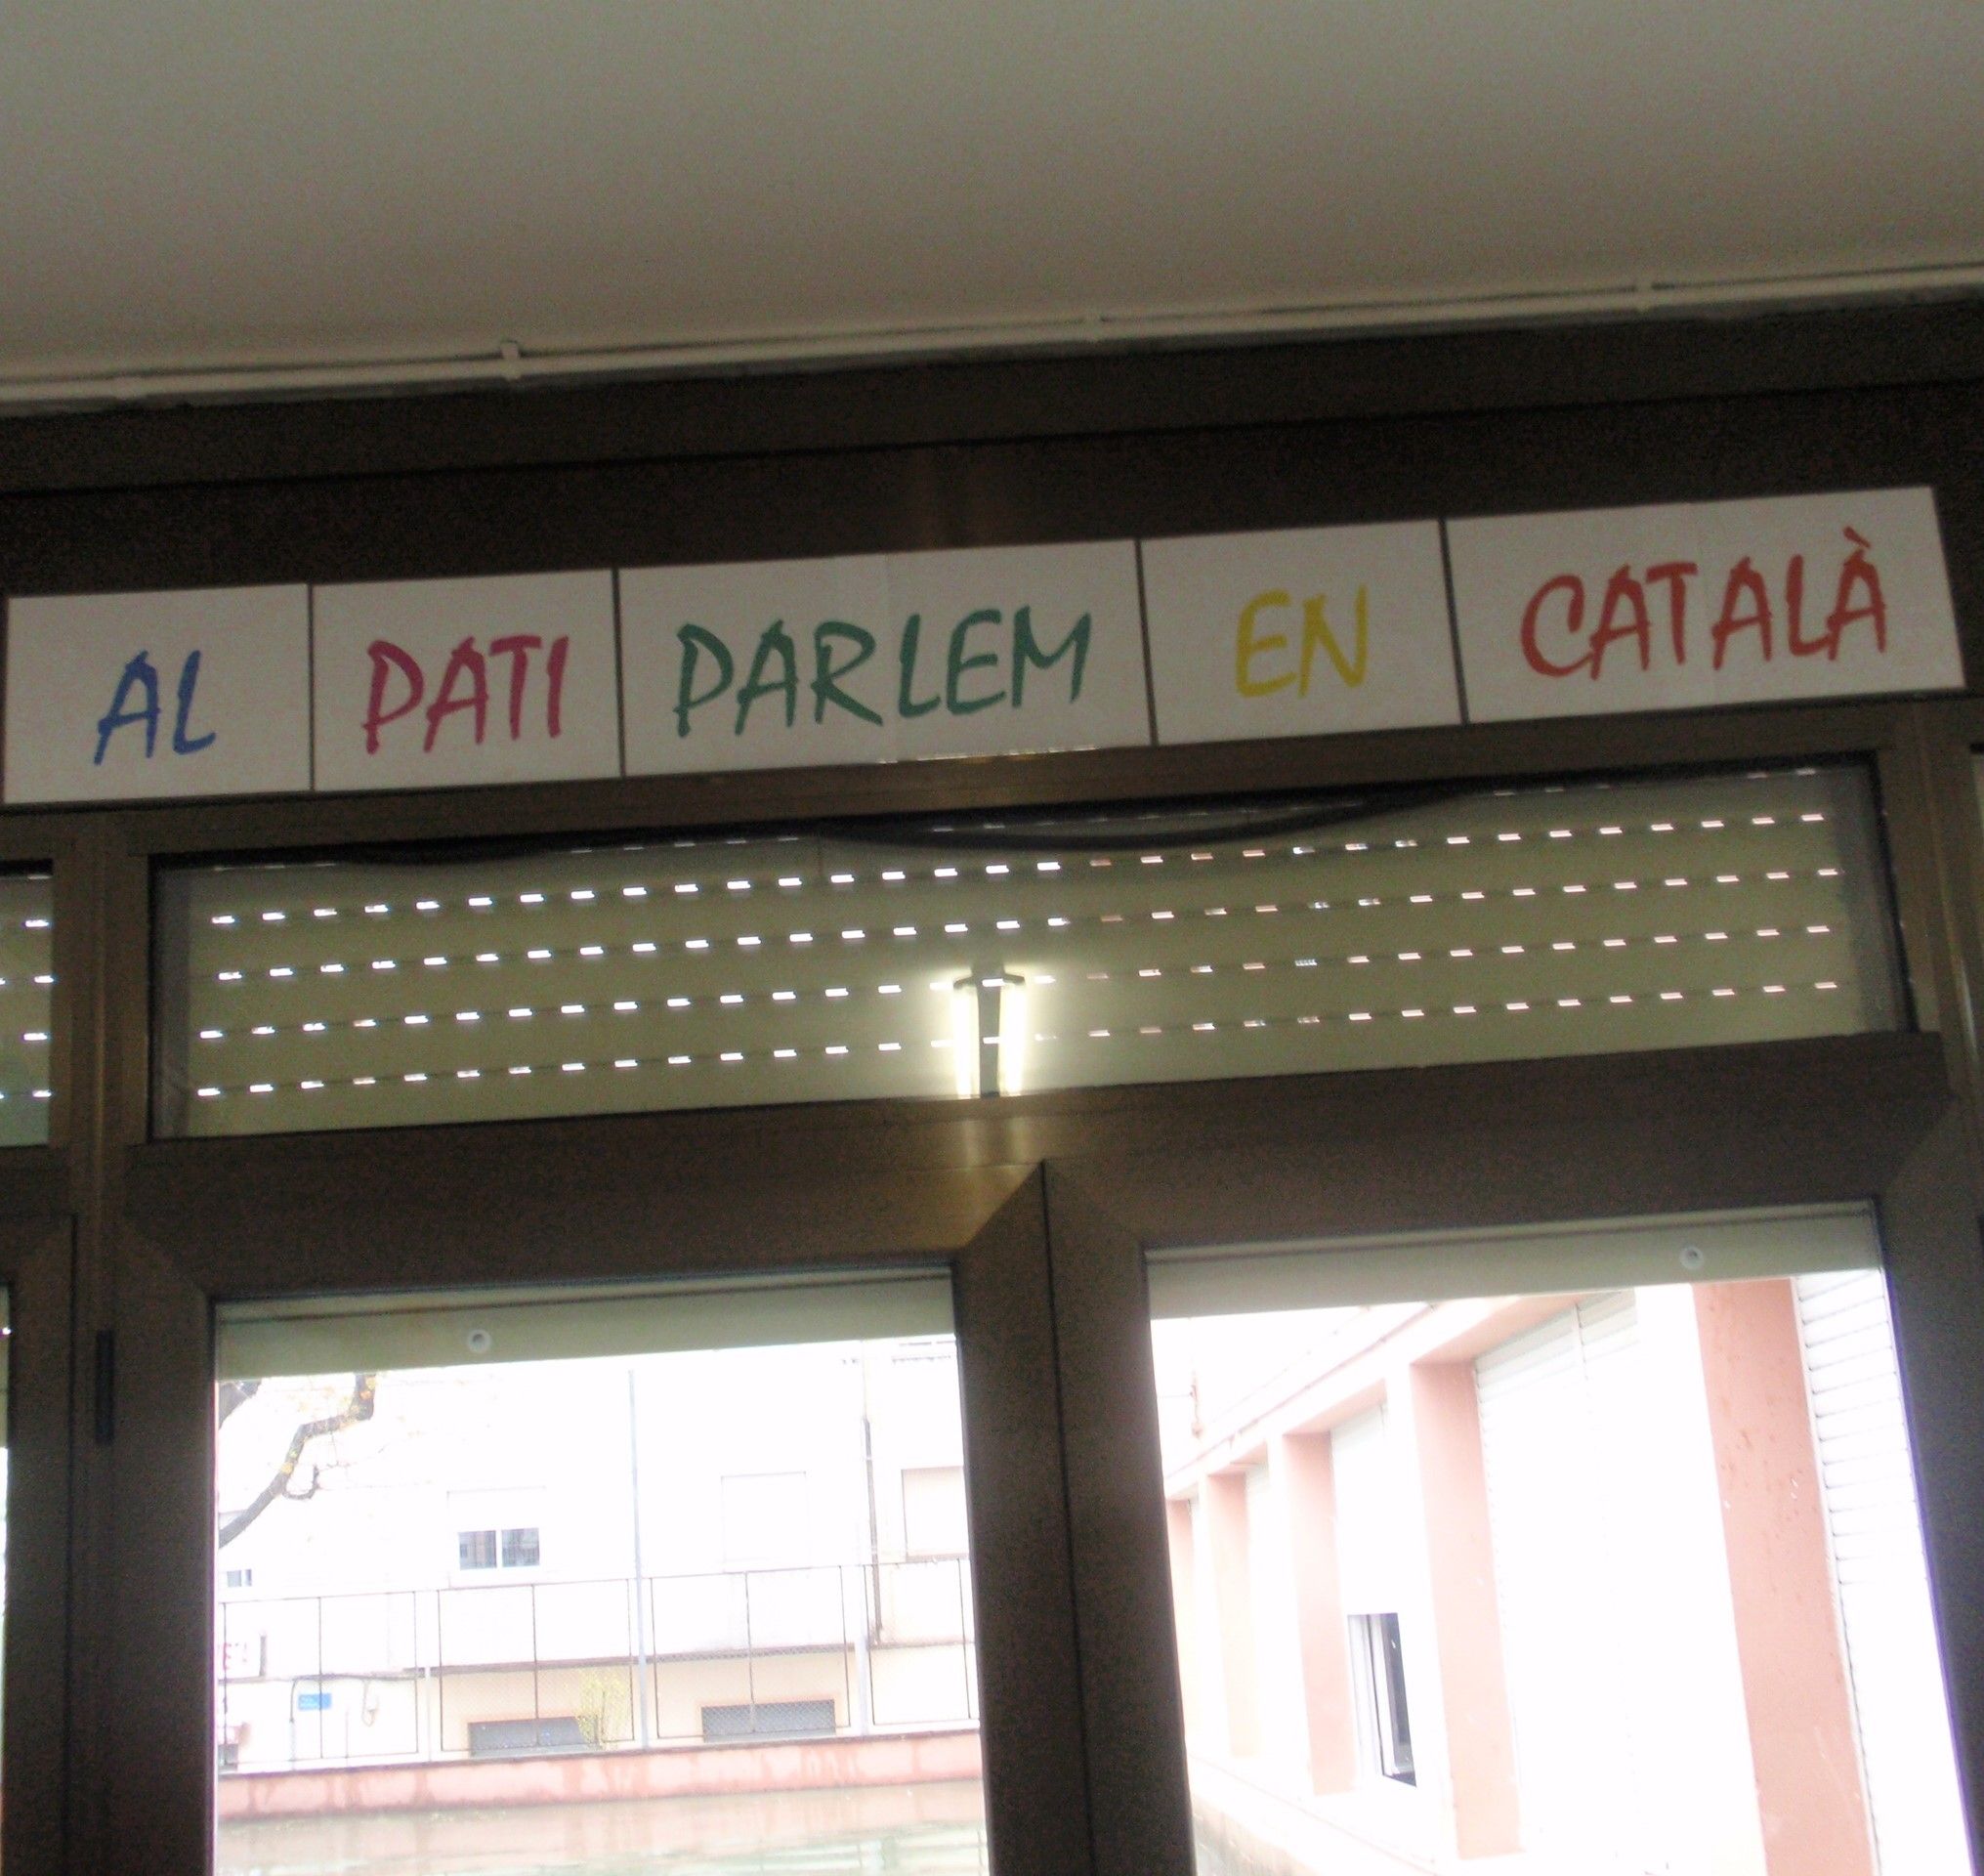 AL PATI PARLEM EN CATALÀ